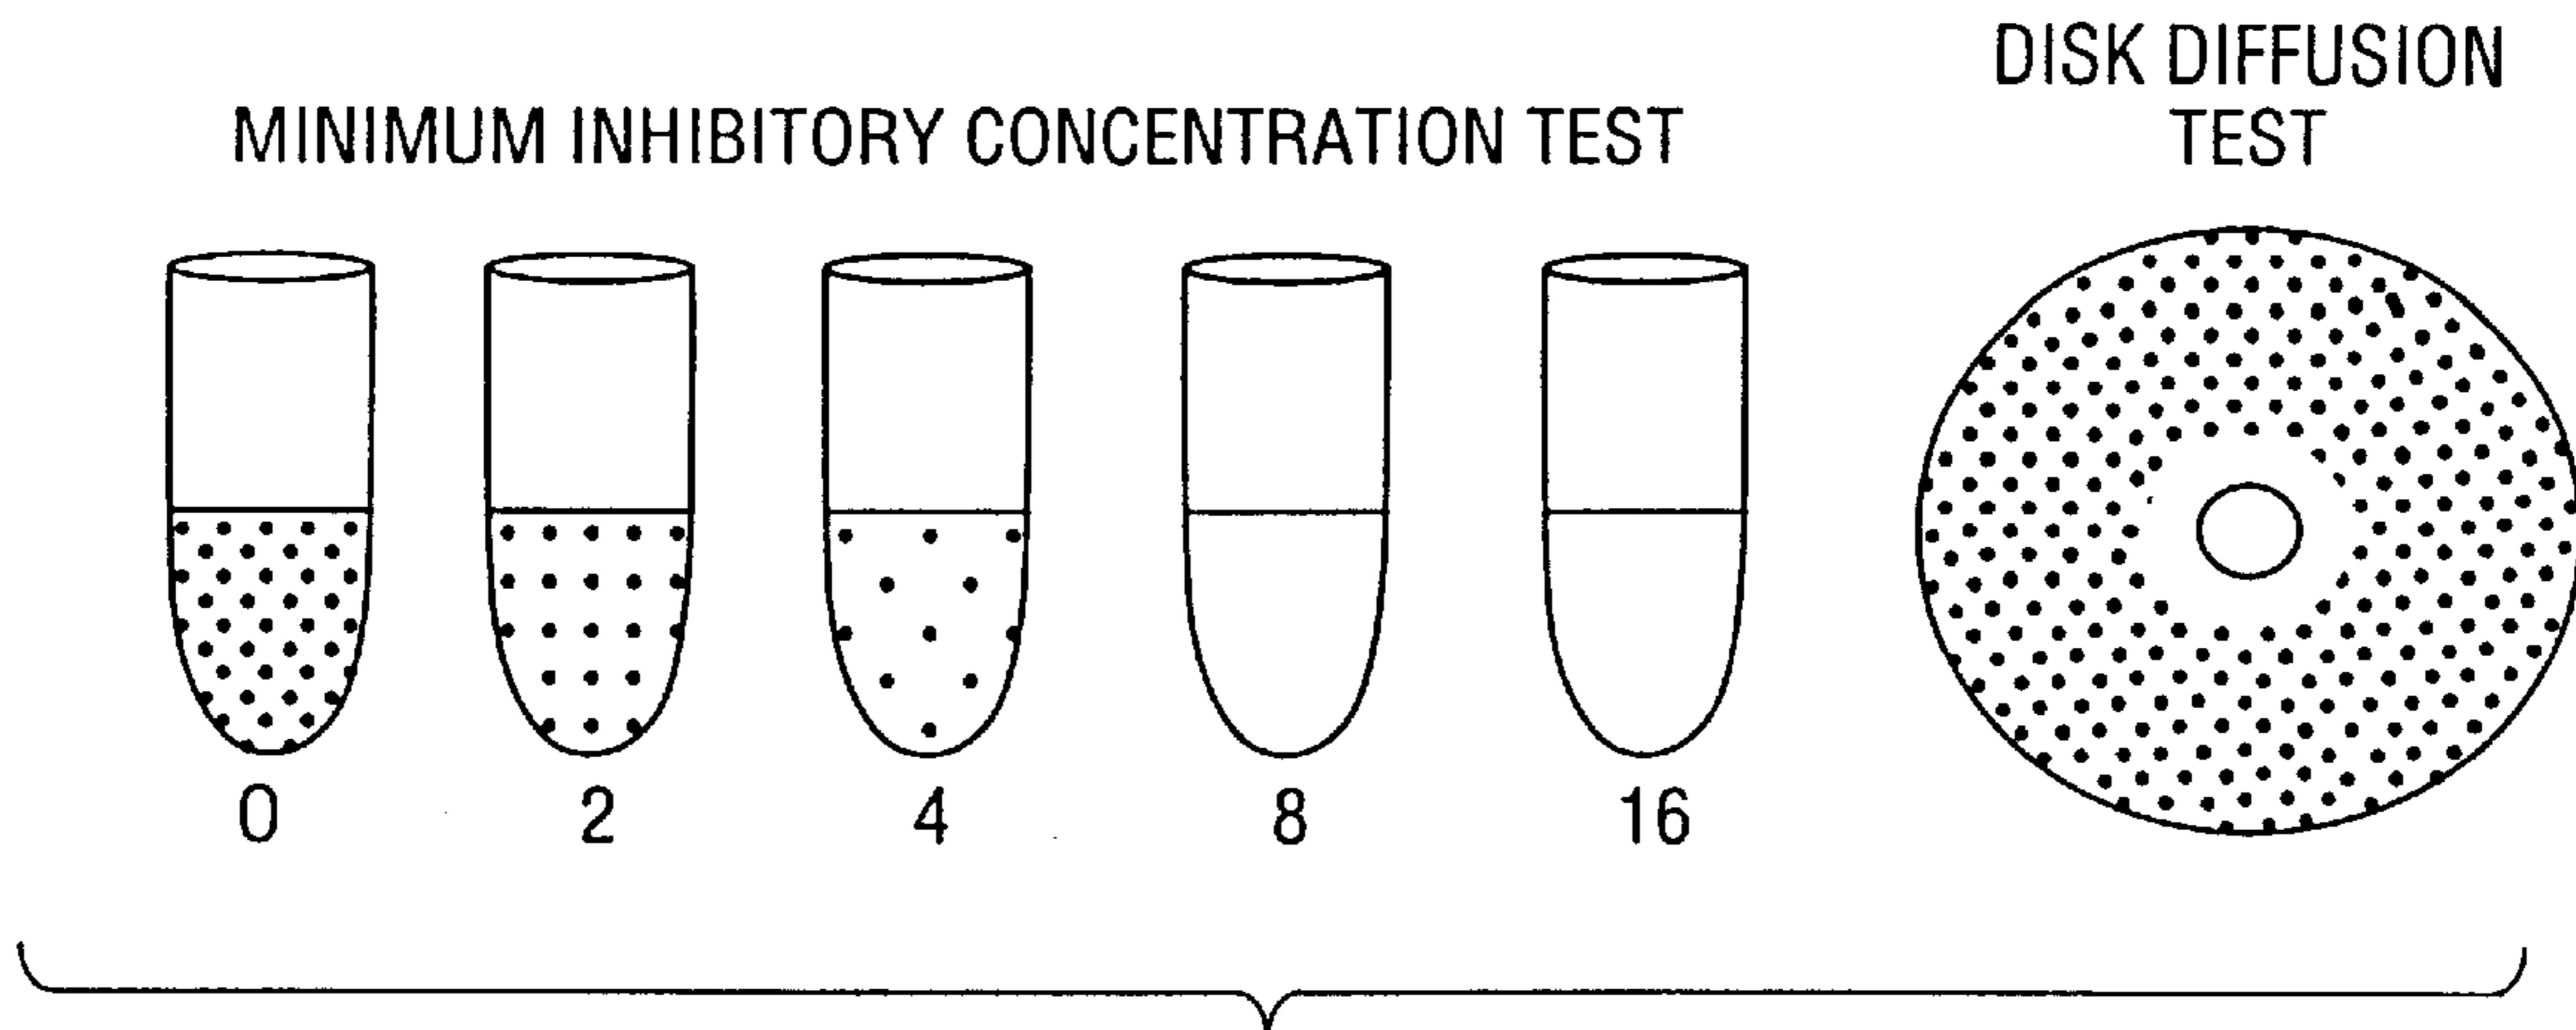 MINIMUM INHIBITORY CONCENTRATION TEST
DISK DIFFUSION
TEST
0 2 4 8 16